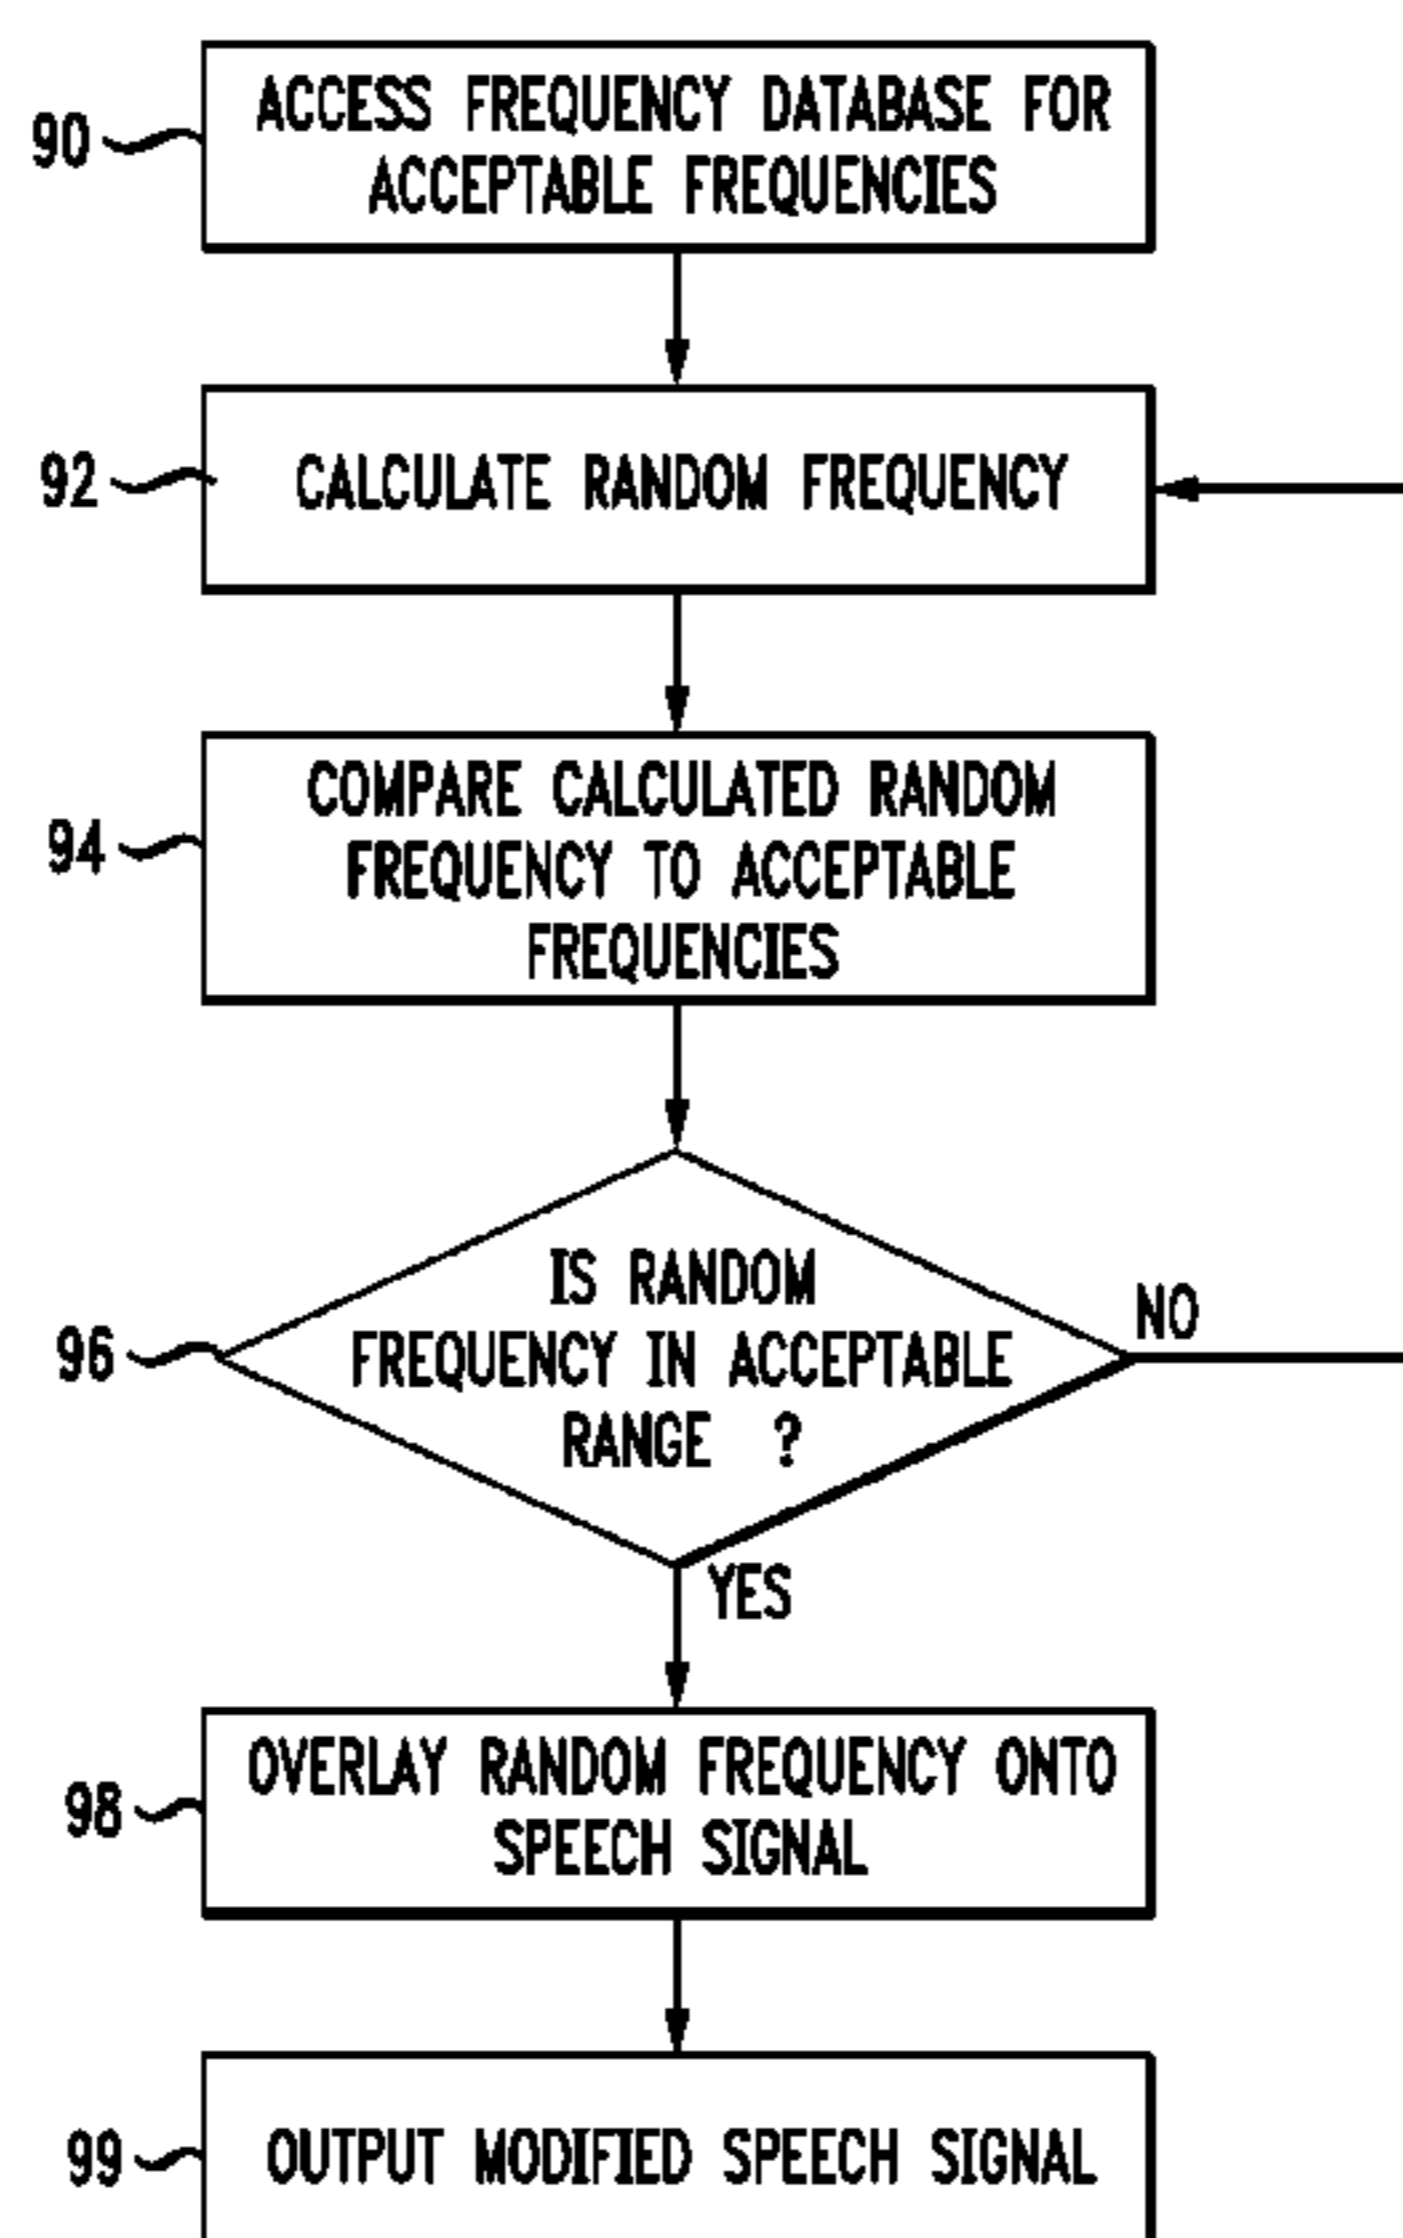 90
ACCESS FREQUENCY DATABASE FOR
ACCEPTABLE FREQUENCIES
92
CALCULATE RANDOM FREQUENCY
94
COMPARE CALCULATED RANDOM
FREQUENCY TO ACCEPTABLE
FREQUENCIES
96
IS RANDOM
FREQUENCY IN ACCEPTABLE
RANGE ?
NO
YES
98
OVERLAY RANDOM FREQUENCY ONTO
SPEECH SIGNAL
99
OUTPUT MODIFIED SPEECH SIGNAL